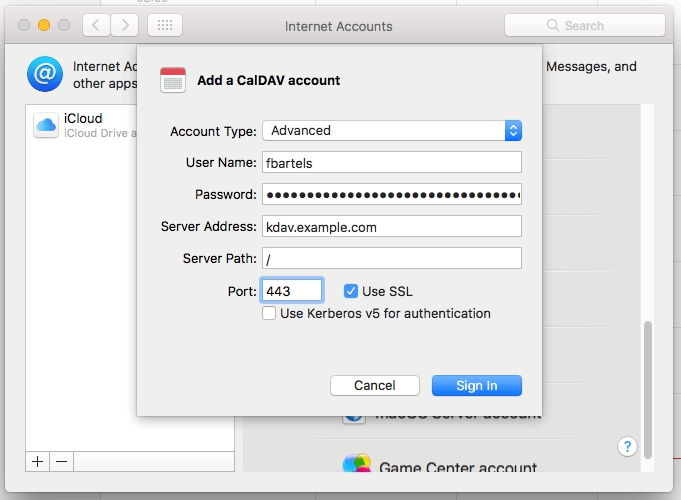 Internet Accounts
Search
Internet Ac
Messages, and
other apps
iCloud
iCloud Drive a
Add a CalDAV account
Account Type: Advanced
User Name: fbartels
Password: ●●●●●●●●●●●●●●●●●●●●●●●●●●●●●●●
Server Address: kdav.example.com
Server Path: /
Port: 443
Use SSL
Use Kerberos v5 for authentication
Cancel
Sign In
macOS Server account
?
Game Center account
+ −